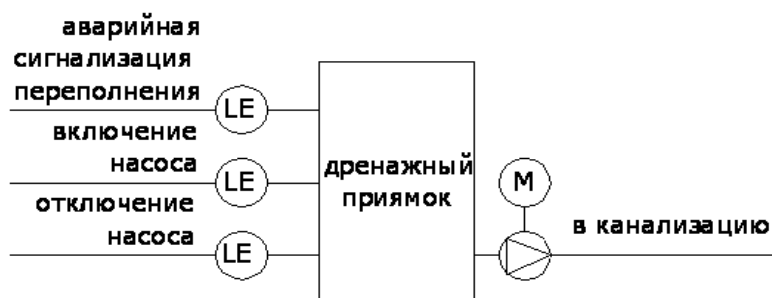 аварийная
сигнализация
переполнения
LE
включение
насоса
LE
отключение
насоса
LE
дренажный
приямок
M
в канализацию